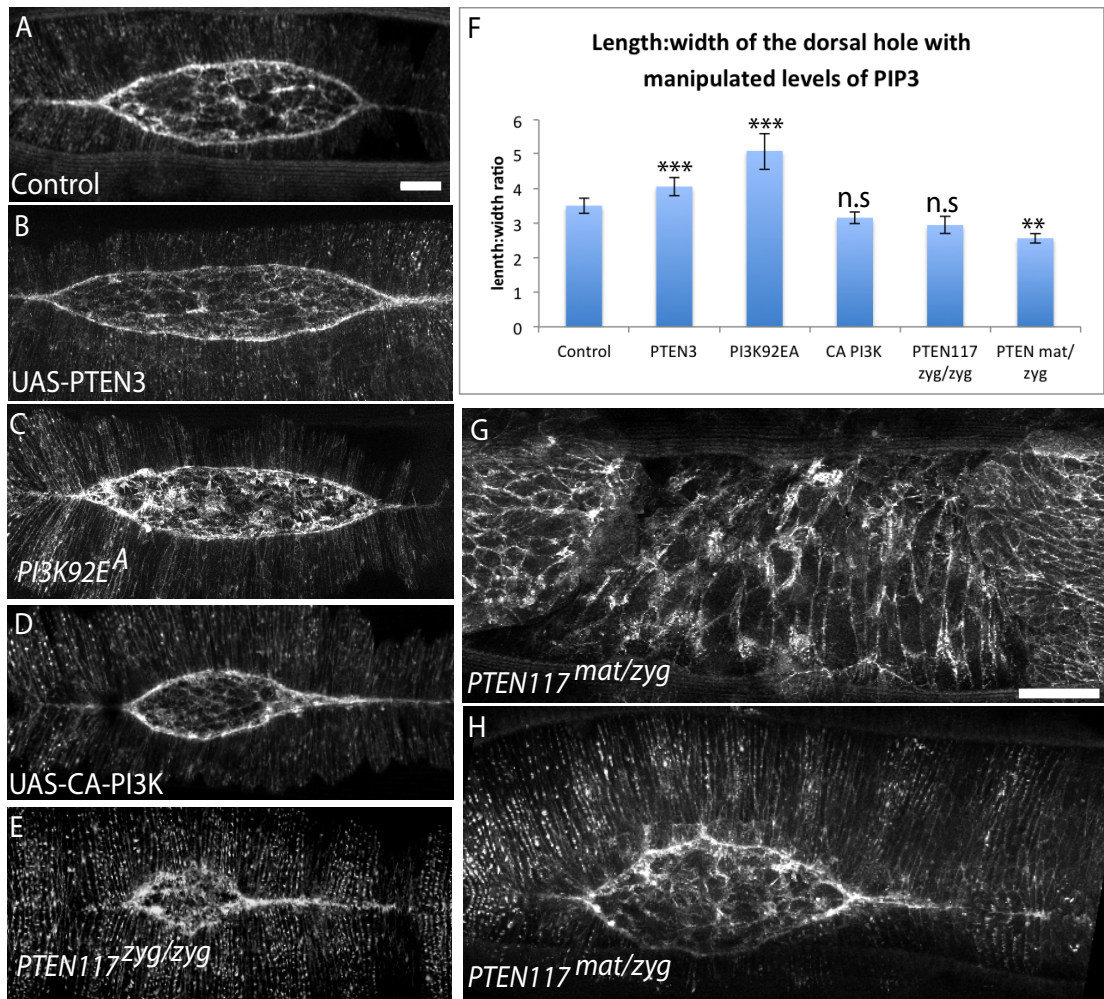 A
Control
B
UAS-PTEN3
C
PI3K92E^A
D
UAS-CA-PI3K
E
PTEN117^zyg/zyg
F
Length:width of the dorsal hole with
manipulated levels of PIP3
lennth:width ratio
6
5
4
3
2
1
0
***
***
n.s
n.s
**
Control
PTEN3
PI3K92EA
CA PI3K
PTEN117
zyg/zyg
PTEN mat/
zyg
G
PTEN117^mat/zyg
H
PTEN117^mat/zyg